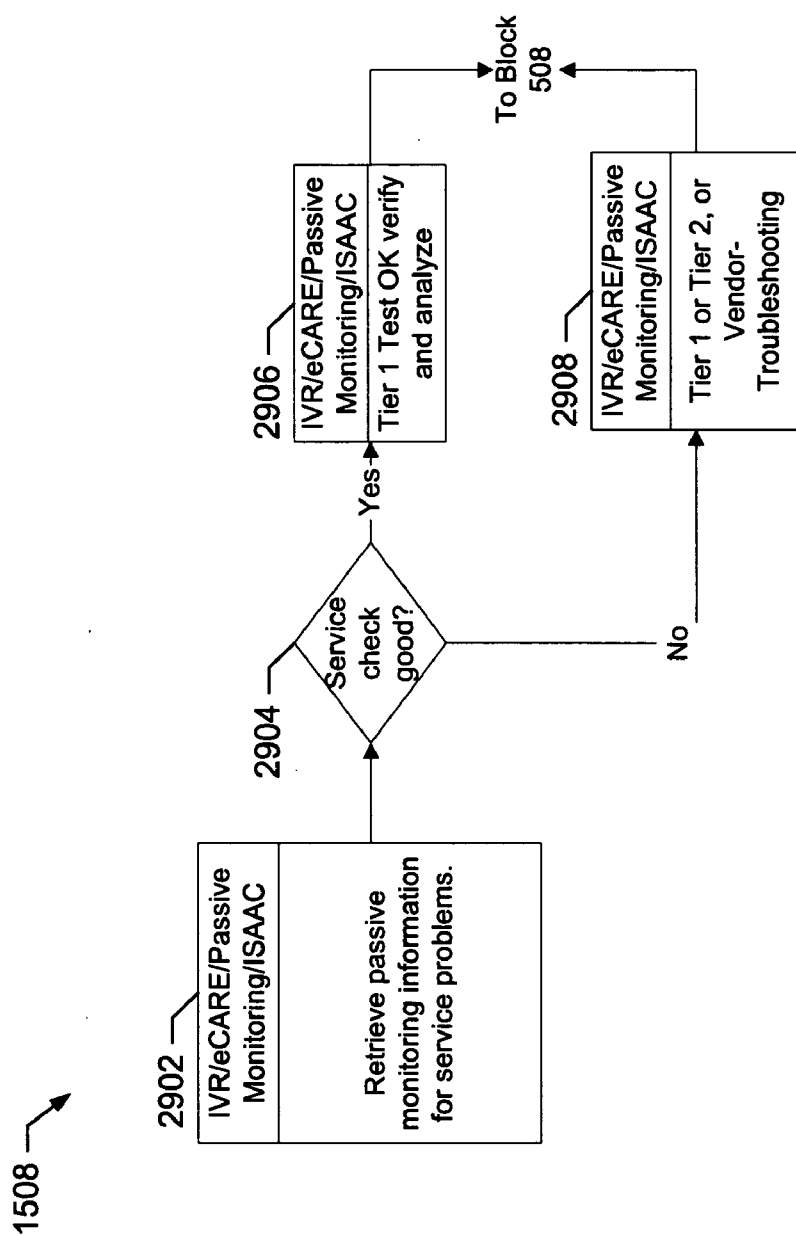 1508
2902
IVR/eCARE/Passive
Monitoring/ISAAC
Retrieve passive
monitoring information
for service problems.
2904
Service
check
good?
Yes
No
2906
IVR/eCARE/Passive
Monitoring/ISAAC
Tier 1 Test OK verify
and analyze
2908
IVR/eCARE/Passive
Monitoring/ISAAC
Tier 1 or Tier 2, or
Vendor-
Troubleshooting
To Block
508